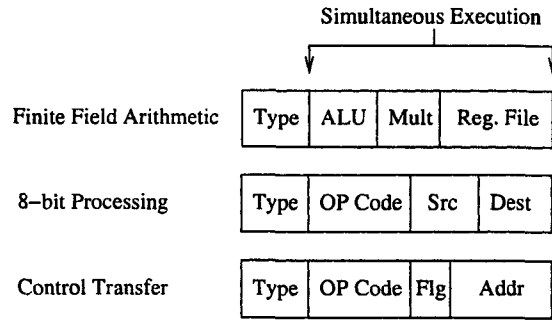 Simultaneous Execution
Finite Field Arithmetic Type ALU Mult Reg. File
8–bit Processing Type OP Code Src Dest
Control Transfer Type OP Code Flg Addr